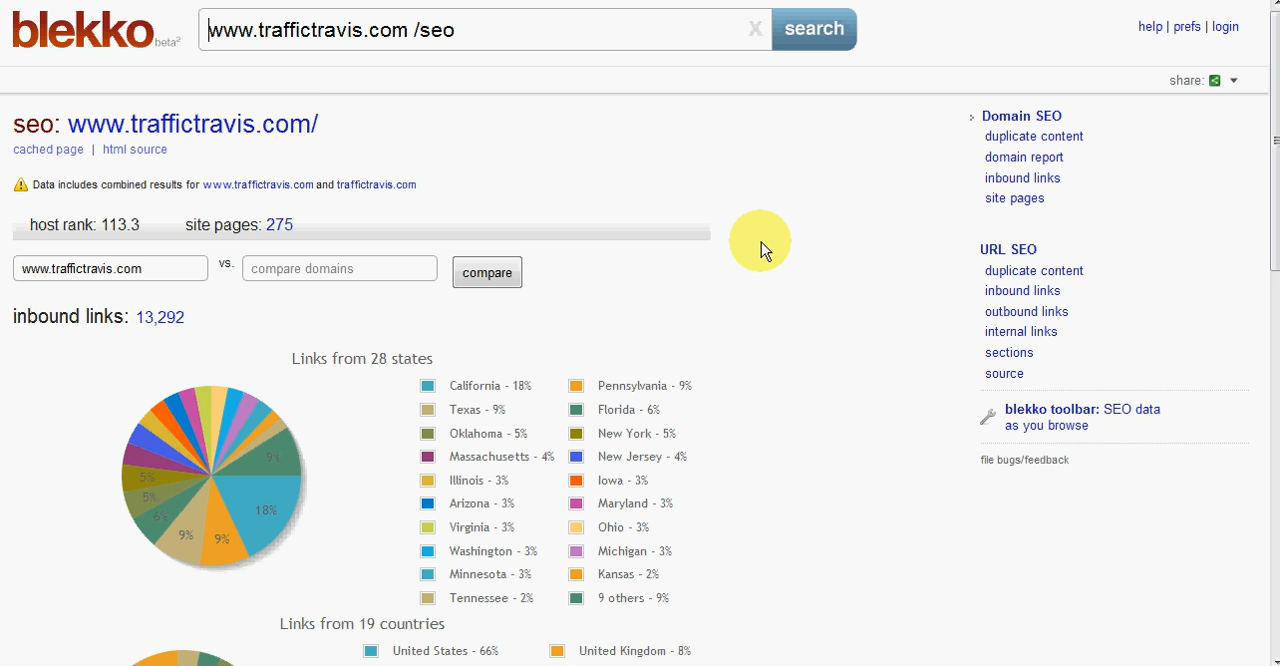 blekko beta²
www.traffictravis.com /seo
x
search
help | prefs | login
share:
seo: www.traffictravis.com/
cached page | html source
Data includes combined results for www.traffictravis.com and traffictravis.com
host rank: 113.3 site pages: 275
www.traffictravis.com vs. compare domains compare
inbound links: 13,292
Links from 28 states
9%
18%
9%
9%
6%
5%
5%
California - 18% Pennsylvania - 9%
Texas - 9% Florida - 6%
Oklahoma - 5% New York - 5%
Massachusetts - 4% New Jersey - 4%
Illinois - 3% Iowa - 3%
Arizona - 3% Maryland - 3%
Virginia - 3% Ohio - 3%
Washington - 3% Michigan - 3%
Minnesota - 3% Kansas - 2%
Tennessee - 2% 9 others - 9%
Links from 19 countries
United States - 66% United Kingdom - 8%
Domain SEO
duplicate content
domain report
inbound links
site pages
URL SEO
duplicate content
inbound links
outbound links
internal links
sections
source
blekko toolbar: SEO data
as you browse
file bugs/feedback